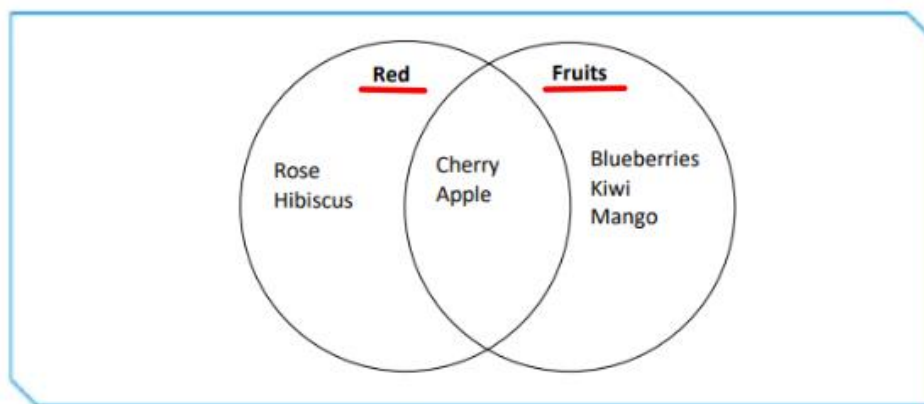 Red
Fruits
Rose
Hibiscus
Cherry
Apple
Blueberries
Kiwi
Mango